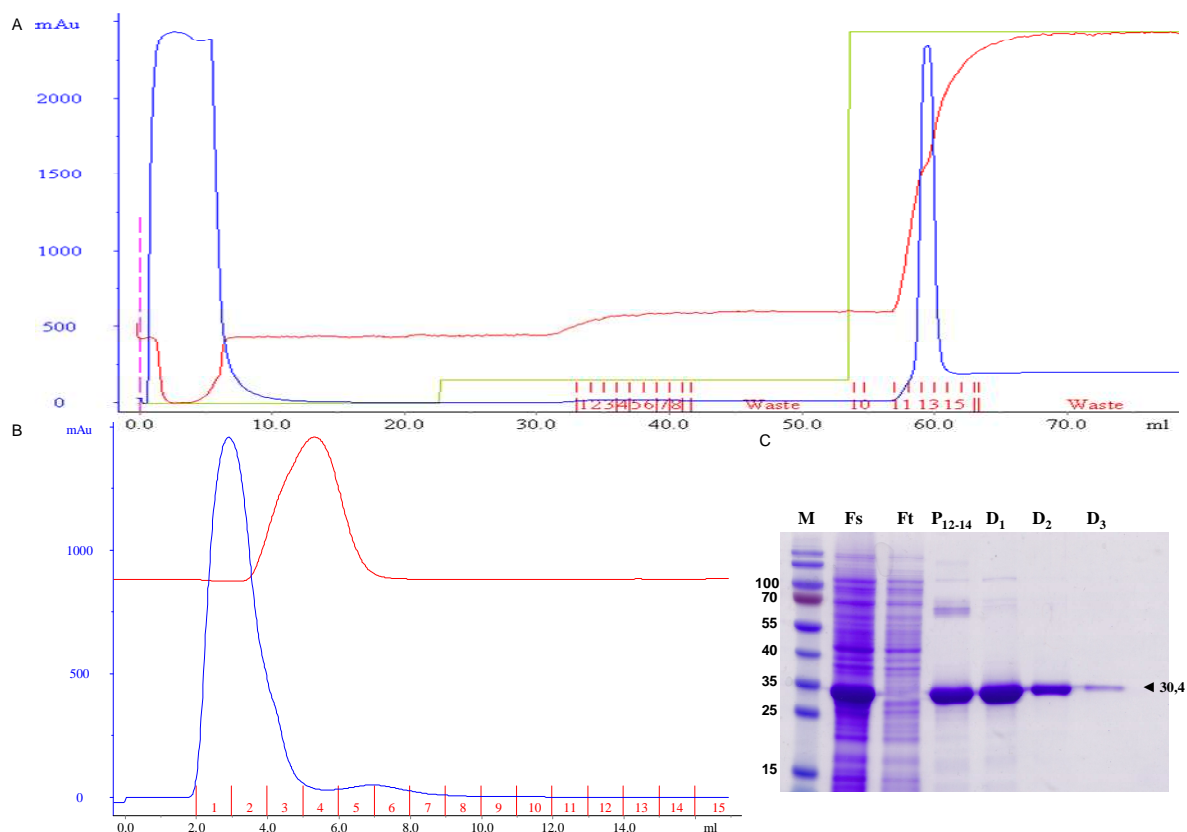 A
mAu
2000
1500
1000
500
0
1 2 3 4 5 6 7 8 Waste 10 11 13 15 Waste
0.0 10.0 20.0 30.0 40.0 50.0 60.0 70.0 ml
B
mAu
1000
500
0
1 2 3 4 5 6 7 8 9 10 11 12 13 14 15
0.0 2.0 4.0 6.0 8.0 10.0 12.0 14.0 ml
C
M Fs Ft P12-14 D1 D2 D3
100
70
55
40
35
30,4
25
15